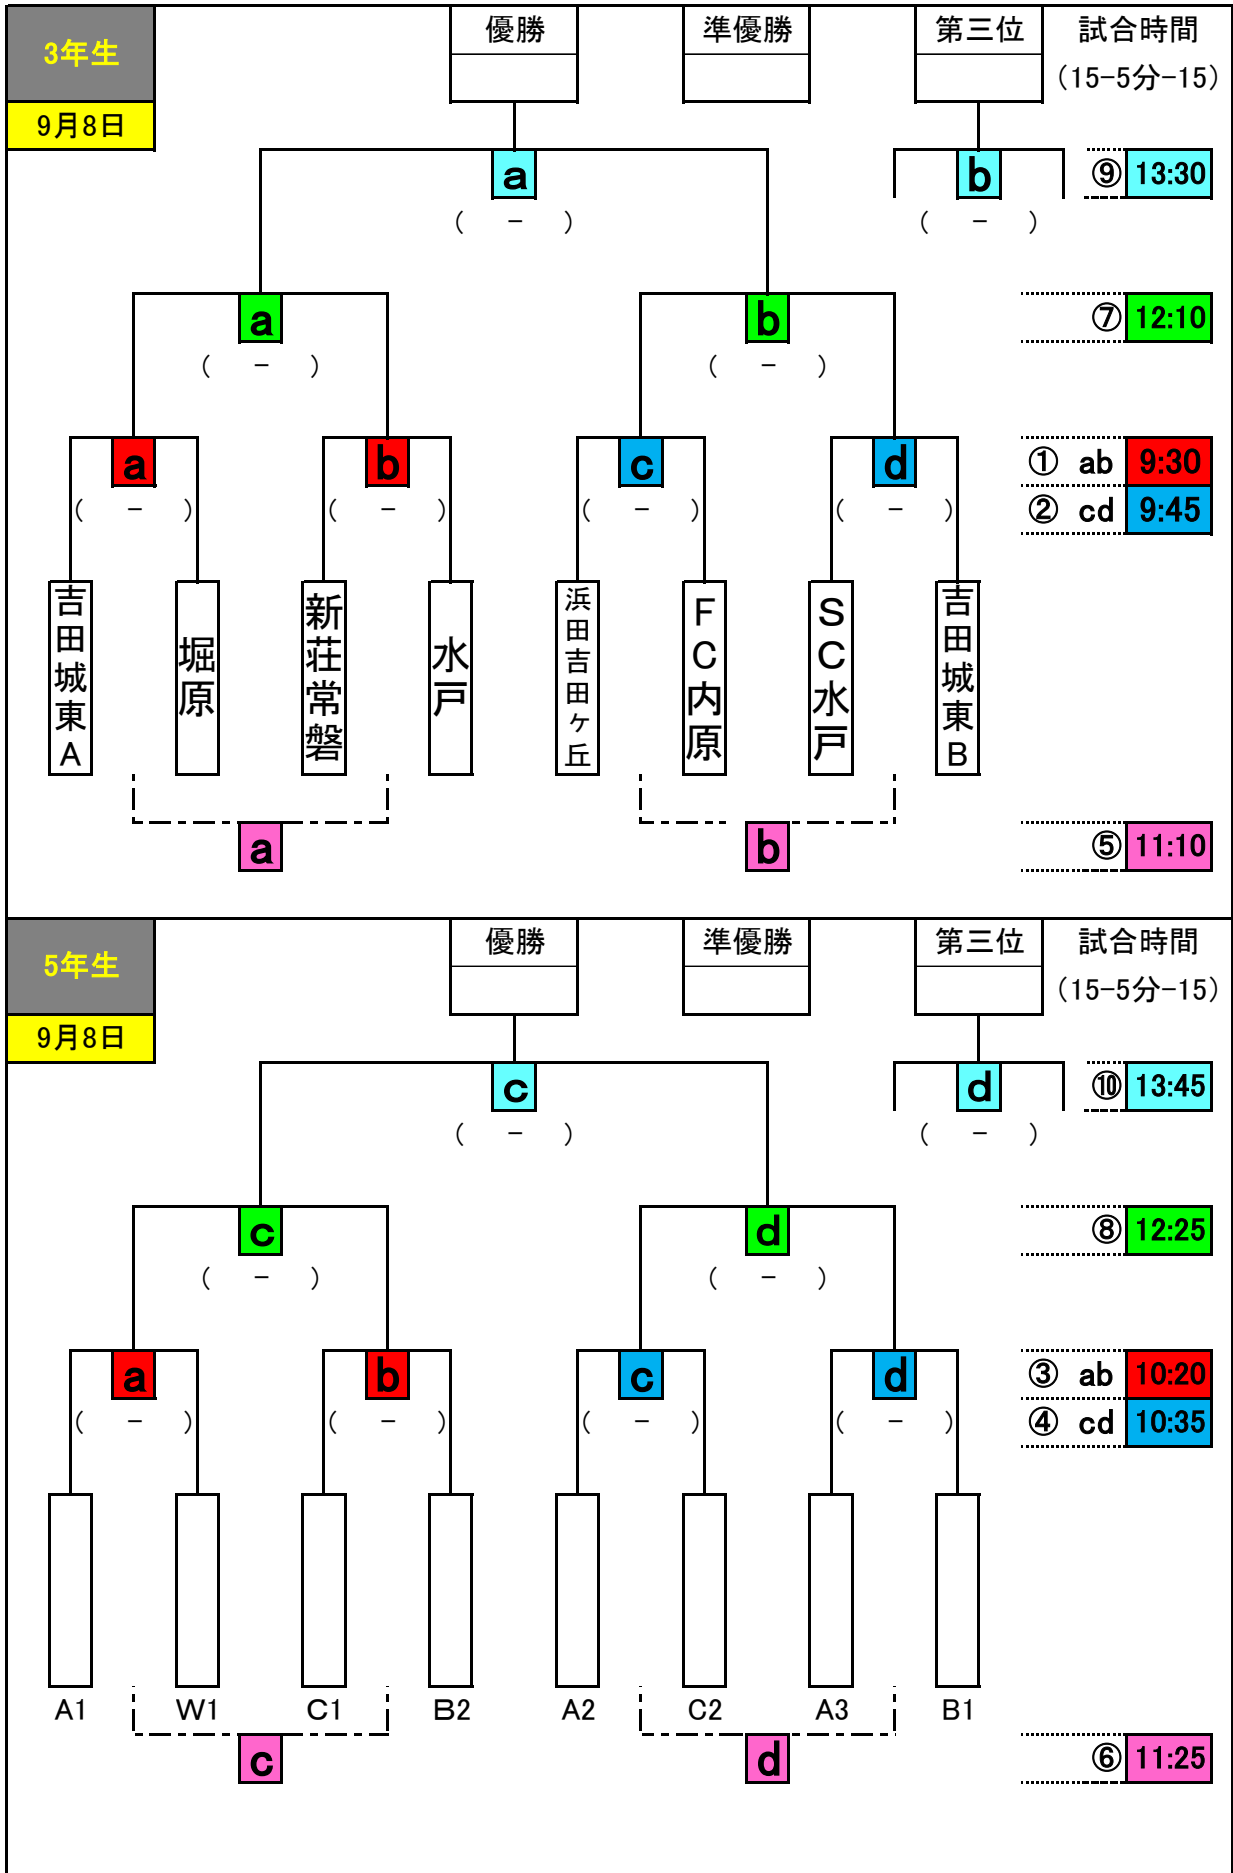 3年生
9月8日
優勝
準優勝
第三位
試合時間
(15-5分-15)
a
b
⑨ 13:30
( - )
( - )
a
b
⑦ 12:10
( - )
( - )
a
b
c
d
① ab 9:30
② cd 9:45
( - )
( - )
( - )
( - )
吉田城東A
堀原
新荘常磐
水戸
浜田吉田ヶ丘
FC内原
SC水戸
吉田城東B
a
b
⑤ 11:10
5年生
9月8日
優勝
準優勝
第三位
試合時間
(15-5分-15)
c
d
⑩ 13:45
( - )
( - )
c
d
⑧ 12:25
( - )
( - )
a
b
c
d
③ ab 10:20
④ cd 10:35
( - )
( - )
( - )
( - )
A1
W1
C1
B2
A2
C2
A3
B1
c
d
⑥ 11:25